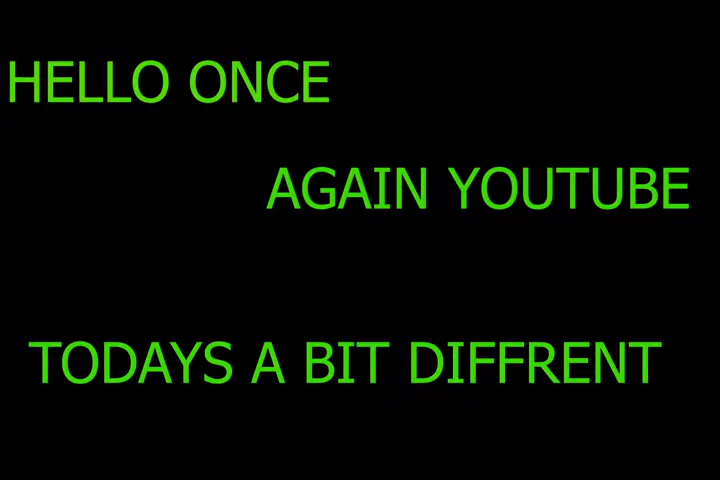 HELLO ONCE
AGAIN YOUTUBE
TODAYS A BIT DIFFRENT